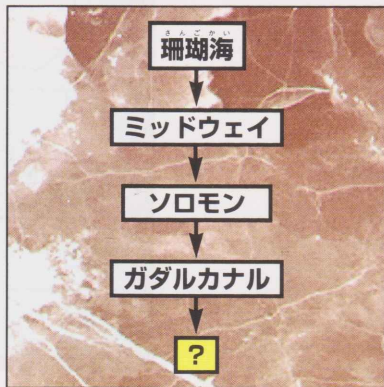 さんごかい
珊瑚海
ミッドウェイ
ソロモン
ガダルカナル
?